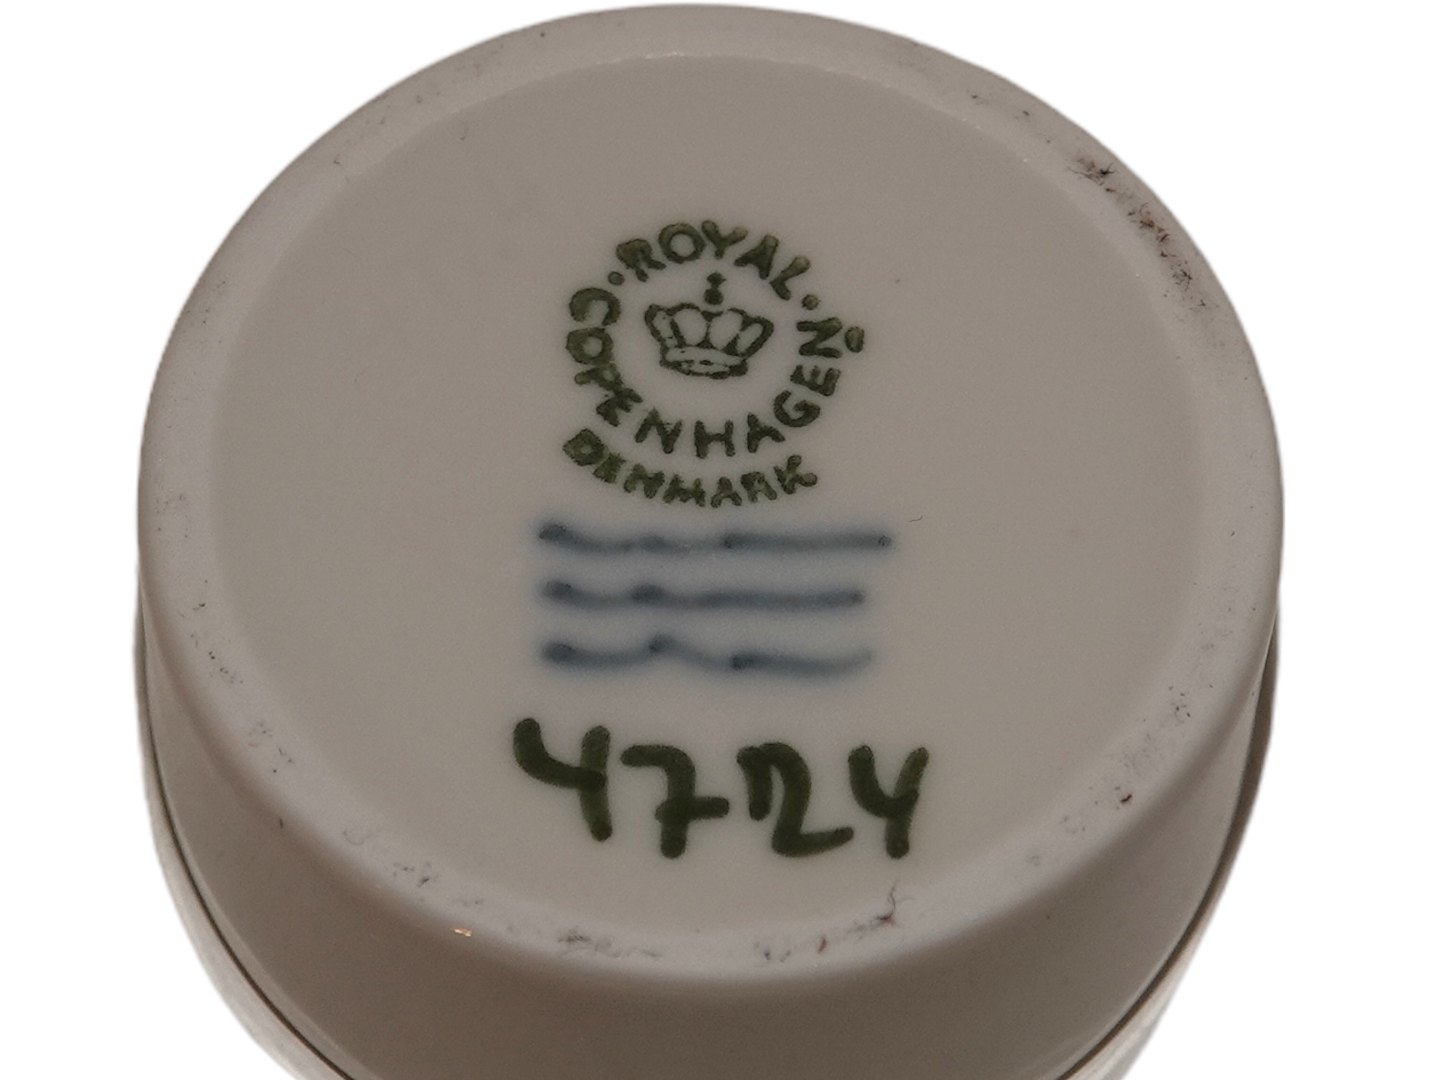 · ROYAL ·
COPENHAGEN
DENMARK
4724